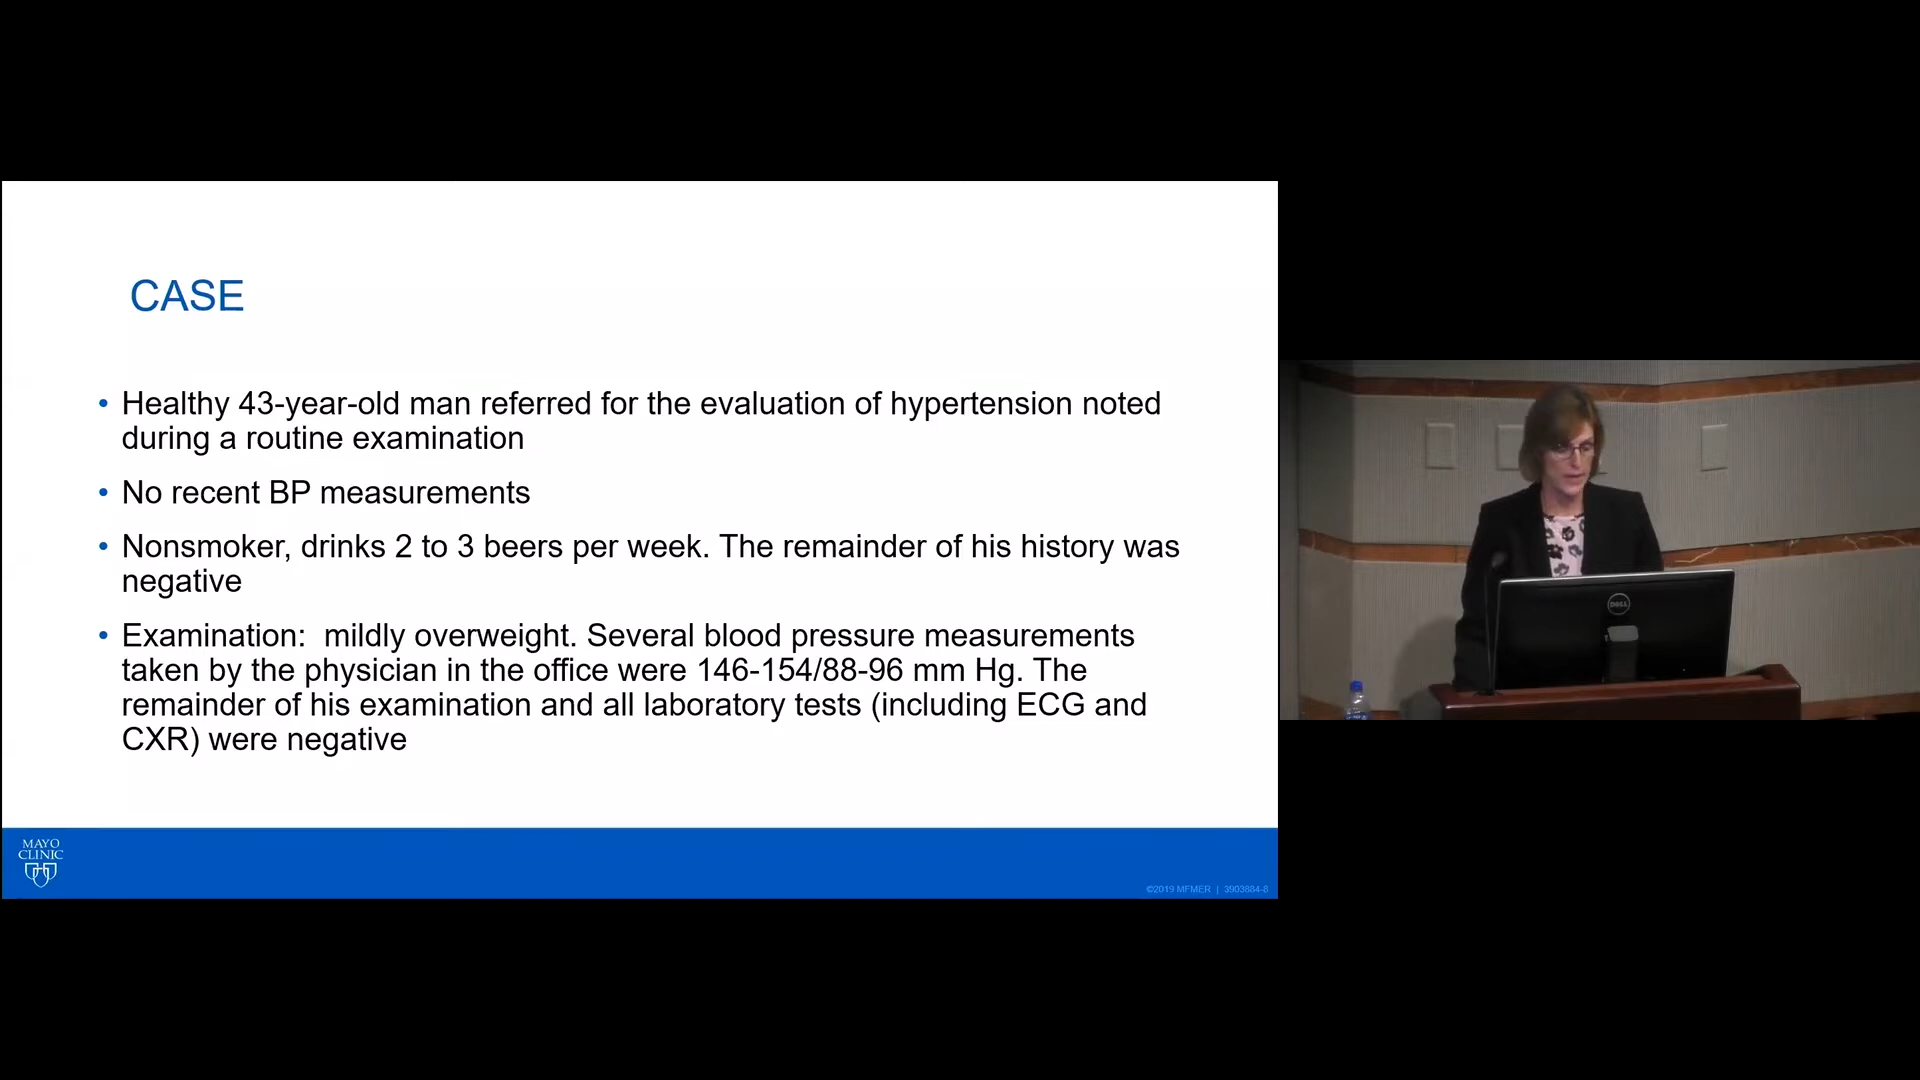 CASE
• Healthy 43-year-old man referred for the evaluation of hypertension noted
during a routine examination
• No recent BP measurements
• Nonsmoker, drinks 2 to 3 beers per week. The remainder of his history was
negative
• Examination:  mildly overweight. Several blood pressure measurements
taken by the physician in the office were 146-154/88-96 mm Hg. The
remainder of his examination and all laboratory tests (including ECG and
CXR) were negative
MAYO
CLINIC
©2019 MFMER | 3903884-8
DELL